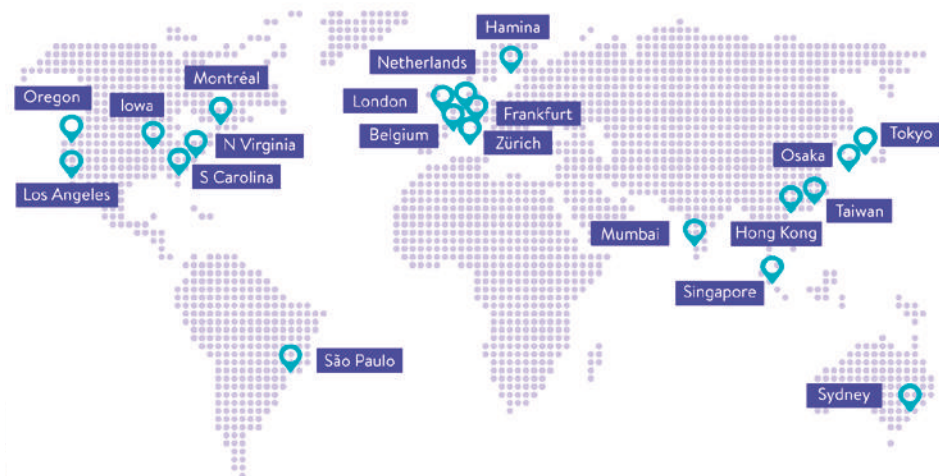 Hamina
Netherlands
Montréal
Oregon
Iowa
London
Frankfurt
Belgium
Zürich
N Virginia
S Carolina
Los Angeles
Tokyo
Osaka
Taiwan
Mumbai
Hong Kong
Singapore
São Paulo
Sydney